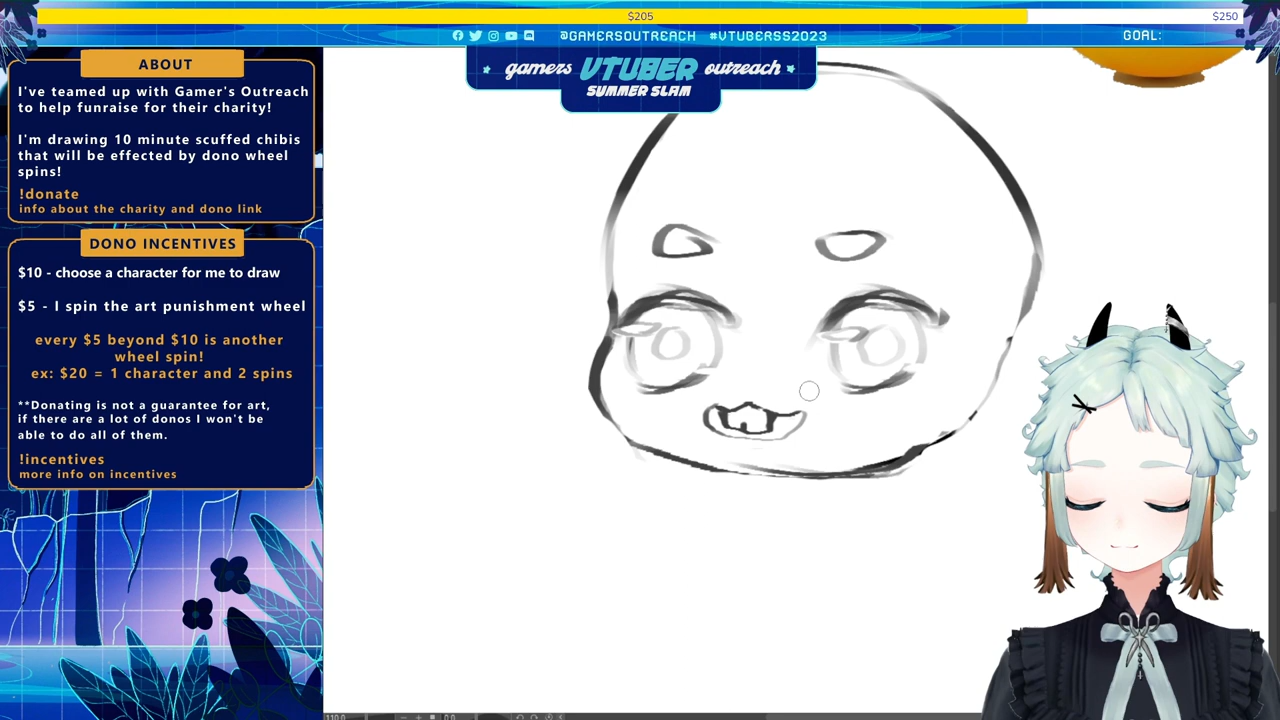 $205
$250
@GAMERSOUTREACH #VTUBERSS2023
GOAL:
gamers VTUBER outreach
SUMMER SLAM
ABOUT
I've teamed up with Gamer's Outreach
to help funraise for their charity!
I'm drawing 10 minute scuffed chibis
that will be effected by dono wheel
spins!
!donate
info about the charity and dono link
DONO INCENTIVES
$10 - choose a character for me to draw
$5 - I spin the art punishment wheel
every $5 beyond $10 is another
wheel spin!
ex: $20 = 1 character and 2 spins
**Donating is not a guarantee for art,
if there are a lot of donos I won't be
able to do all of them.
!incentives
more info on incentives